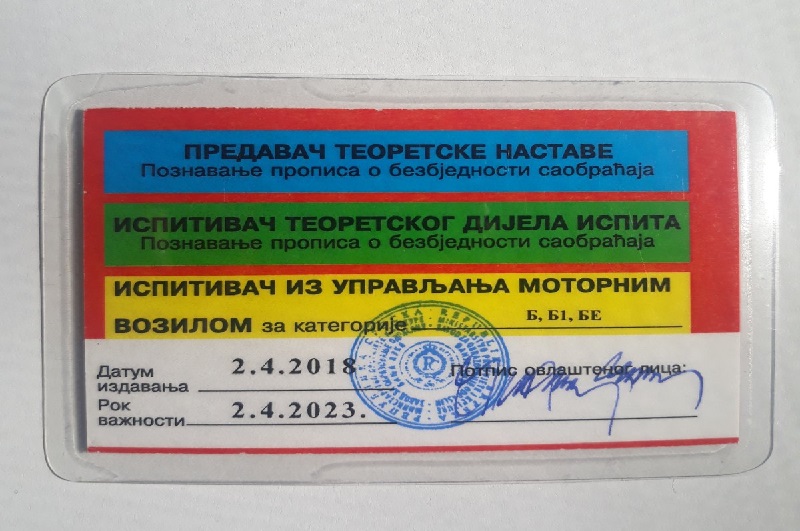 ПРЕДАВАЧ ТЕОРЕТСКЕ НАСТАВЕ
Познавање прописа о безбједности саобраћаја
ИСПИТИВАЧ ТЕОРЕТСКОГ ДИЈЕЛА ИСПИТА
Познавање прописа о безбједности саобраћаја
ИСПИТИВАЧ ИЗ УПРАВЉАЊА МОТОРНИМ
ВОЗИЛОМ за категорије Б, Б1, БЕ
Датум издавања 2.4.2018
Потпис овлаштеног лица:
Рок важности 2.4.2023.